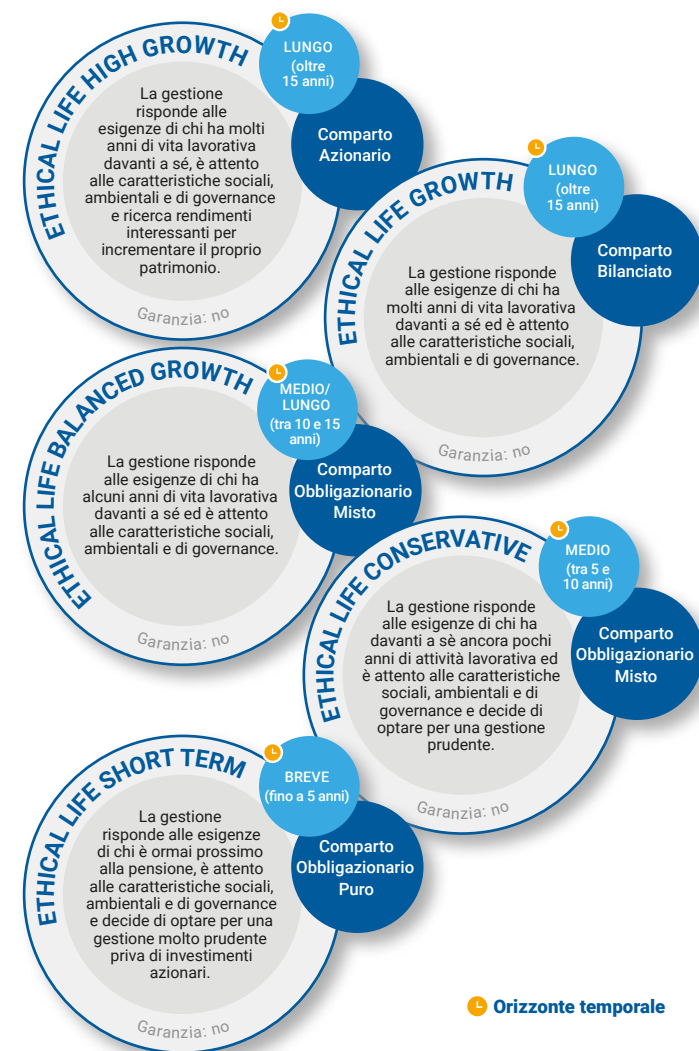 ETHICAL LIFE HIGH GROWTH
LUNGO
(oltre
15 anni)
Comparto
Azionario
La gestione
risponde alle
esigenze di chi ha molti
anni di vita lavorativa
davanti a sé, è attento
alle caratteristiche sociali,
ambientali e di governance
e ricerca rendimenti
interessanti per
incrementare il proprio
patrimonio.
Garanzia: no
ETHICAL LIFE GROWTH
LUNGO
(oltre
15 anni)
Comparto
Bilanciato
La gestione risponde
alle esigenze di chi ha
molti anni di vita lavorativa
davanti a sé ed è attento
alle caratteristiche sociali,
ambientali e di governance.
Garanzia: no
ETHICAL LIFE BALANCED GROWTH
MEDIO/
LUNGO
(tra 10 e 15
anni)
Comparto
Obbligazionario
Misto
La gestione risponde
alle esigenze di chi ha
alcuni anni di vita lavorativa
davanti a sé ed è attento
alle caratteristiche sociali,
ambientali e di governance.
Garanzia: no
ETHICAL LIFE CONSERVATIVE
MEDIO
(tra 5 e
10 anni)
Comparto
Obbligazionario
Misto
La gestione risponde
alle esigenze di chi ha
davanti a sè ancora pochi
anni di attività lavorativa ed
è attento alle caratteristiche
sociali, ambientali e di
governance e decide di
optare per una gestione
prudente.
Garanzia: no
ETHICAL LIFE SHORT TERM
BREVE
(fino a 5 anni)
Comparto
Obbligazionario
Puro
La gestione
risponde alle esigenze
di chi è ormai prossimo
alla pensione, è attento
alle caratteristiche sociali,
ambientali e di governance
e decide di optare per una
gestione molto prudente
priva di investimenti
azionari.
Garanzia: no
Orizzonte temporale